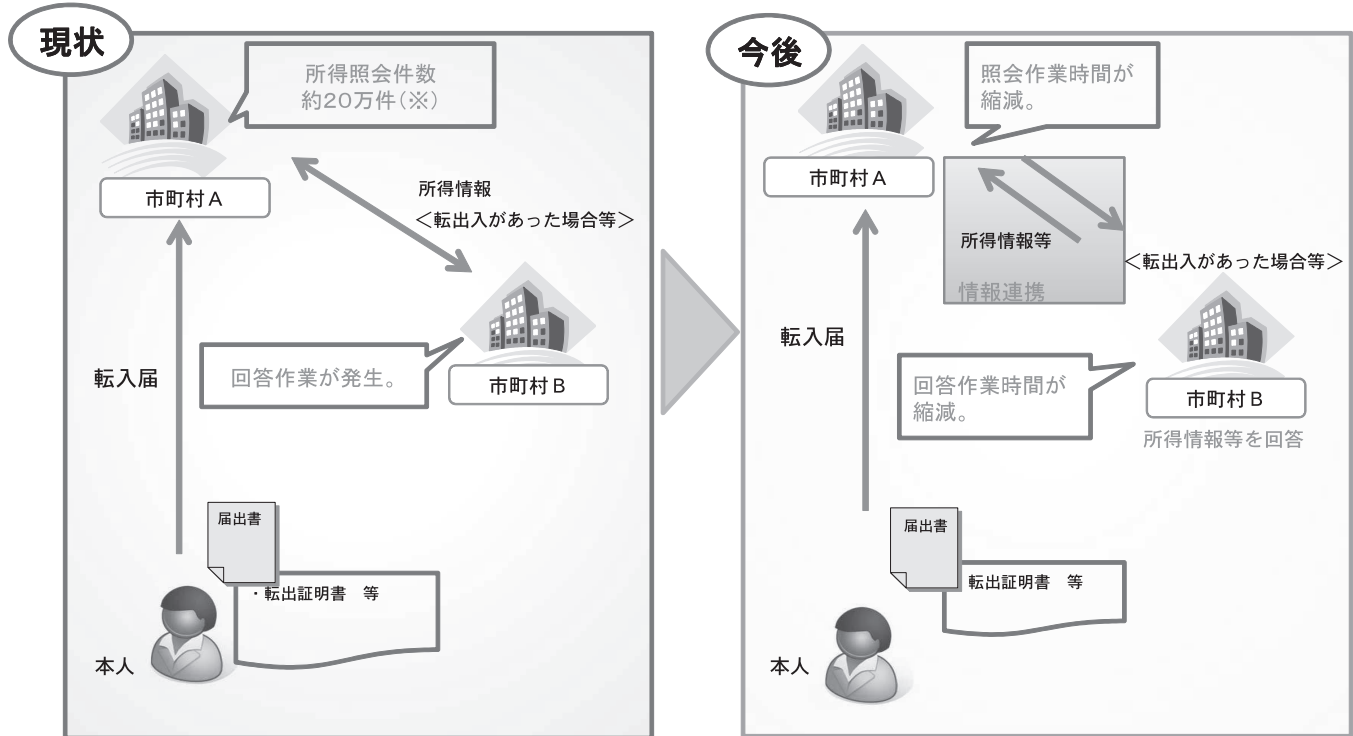 現状
所得照会件数
約20万件(※)
市町村A
所得情報
＜転出入があった場合等＞
回答作業が発生。
市町村B
転入届
届出書
・転出証明書　等
本人
今後
照会作業時間が
縮減。
市町村A
所得情報等
情報連携
＜転出入があった場合等＞
転入届
回答作業時間が
縮減。
市町村B
所得情報等を回答
届出書
転出証明書　等
本人